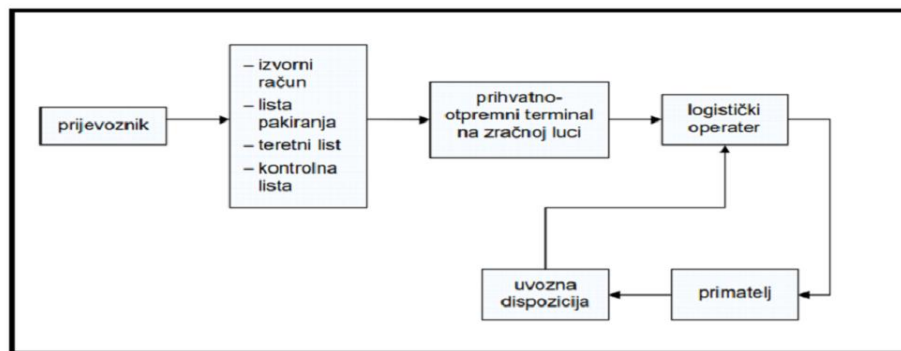 prijevoznik
– izvorni
račun
– lista
pakiranja
– teretni list
– kontrolna
lista
prihvatno-
otpremni terminal
na zračnoj luci
logistički
operater
uvozna
dispozicija
primatelj